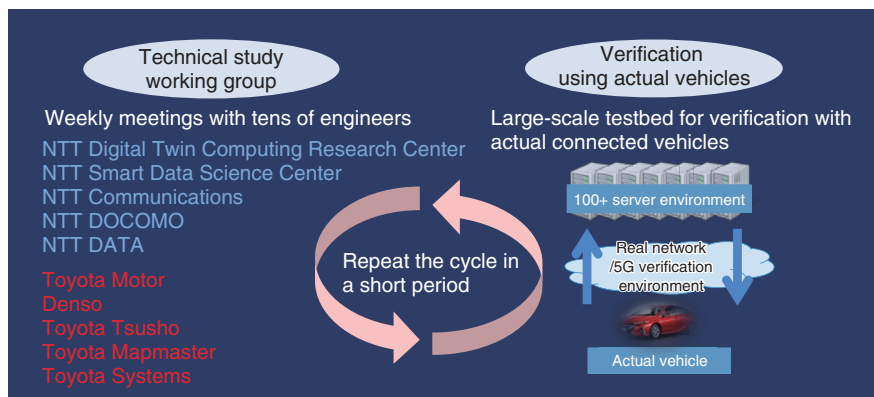 Technical study
working group
Weekly meetings with tens of engineers
NTT Digital Twin Computing Research Center
NTT Smart Data Science Center
NTT Communications
NTT DOCOMO
NTT DATA
Toyota Motor
Denso
Toyota Tsusho
Toyota Mapmaster
Toyota Systems
Repeat the cycle in
a short period
Verification
using actual vehicles
Large-scale testbed for verification with
actual connected vehicles
100+ server environment
Real network
/5G verification
environment
Actual vehicle